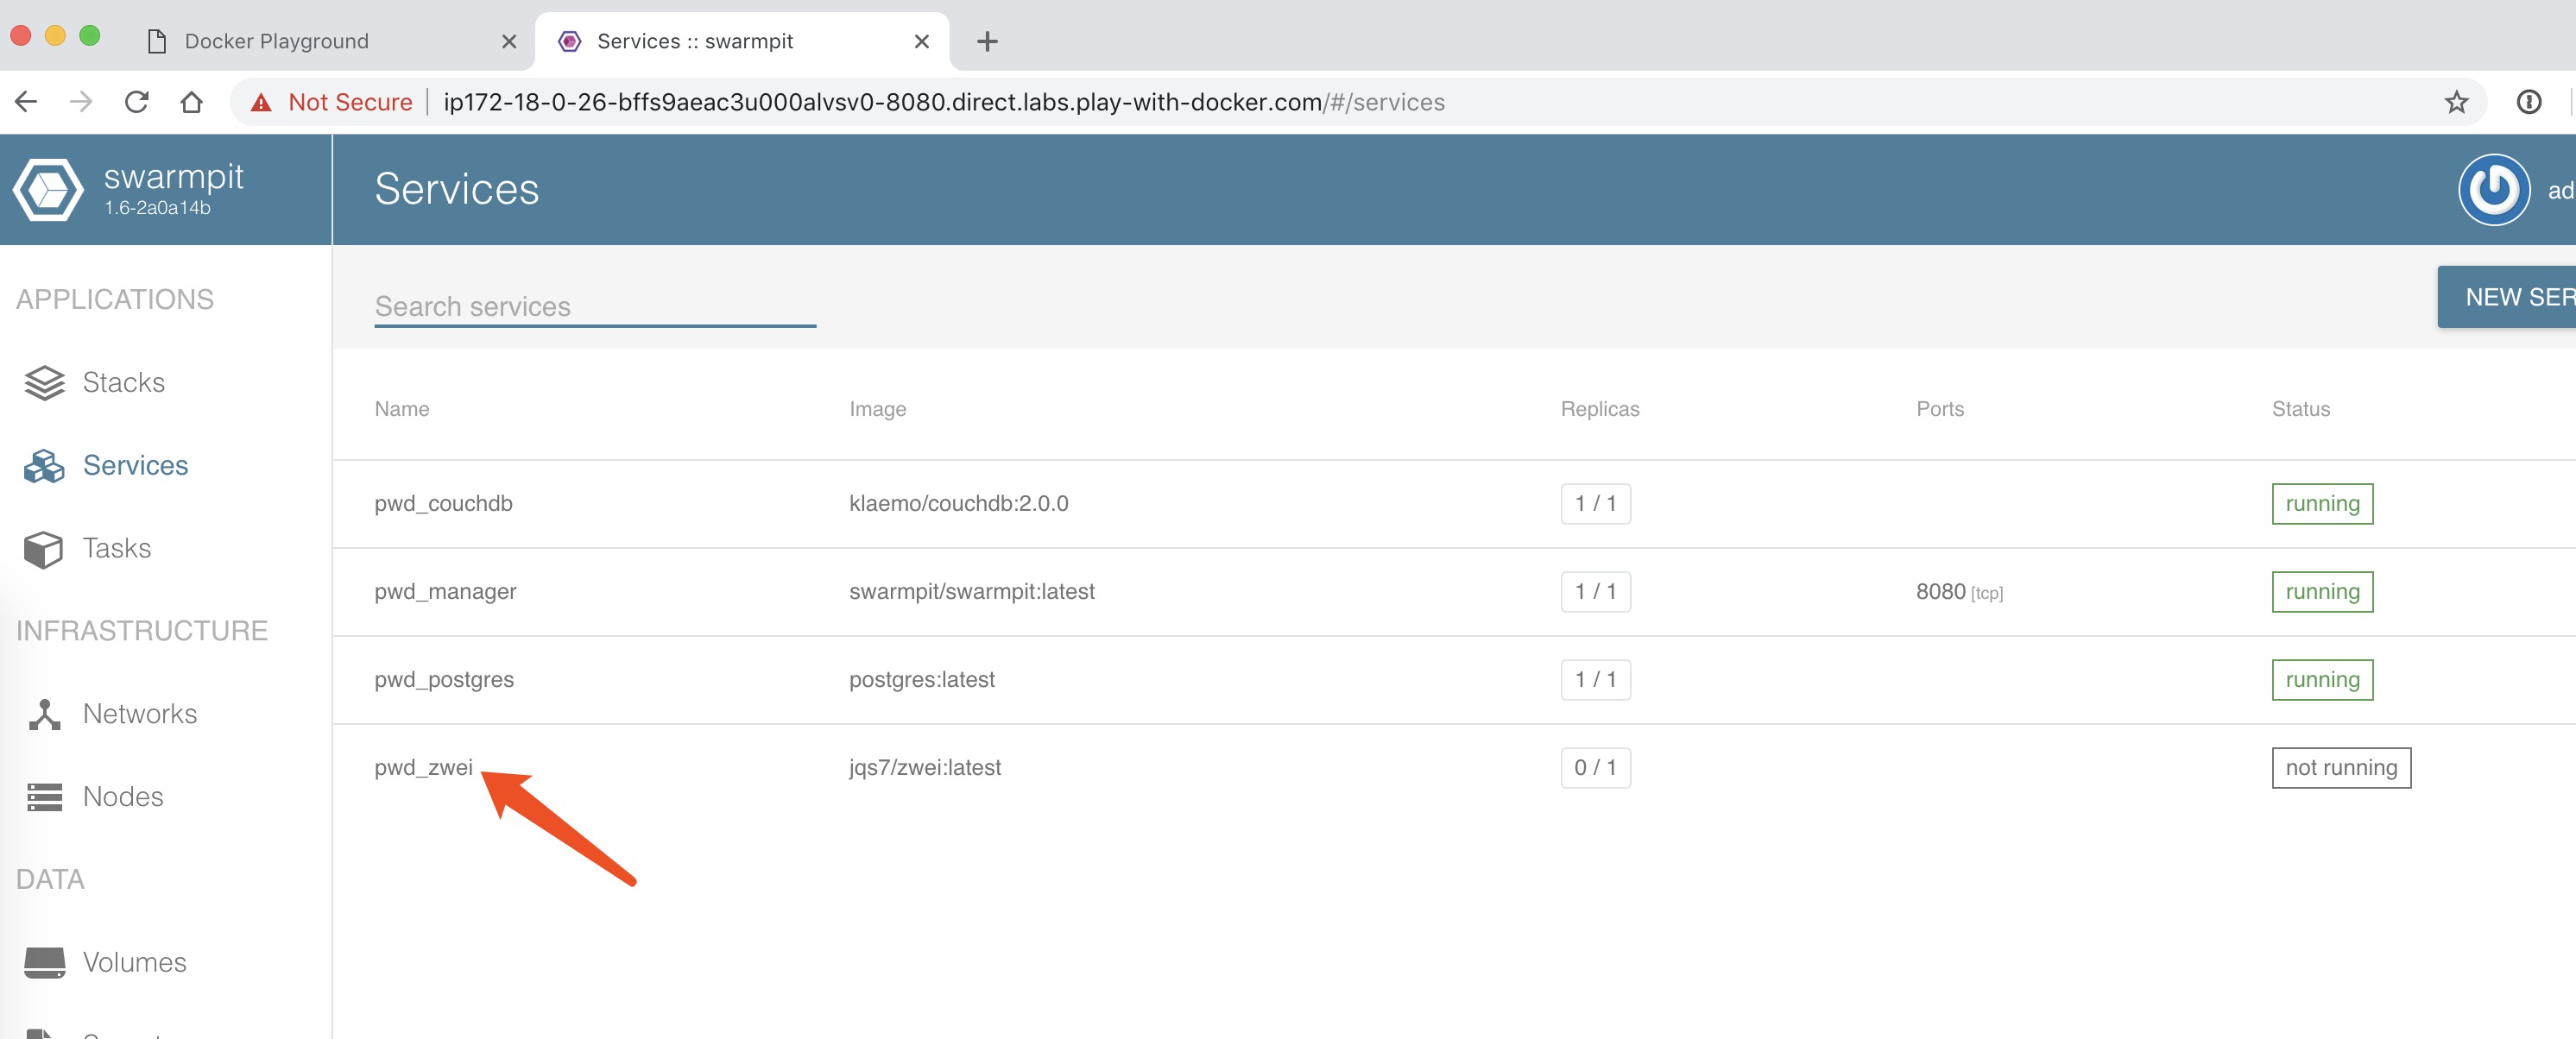 Docker Playground
Services :: swarmpit
Not Secure
ip172-18-0-26-bffs9aeac3u000alvsv0-8080.direct.labs.play-with-docker.com/#/services
swarmpit
1.6-2a0a14b
Services
ad
APPLICATIONS
Search services
NEW SER
Stacks
Services
Tasks
INFRASTRUCTURE
Networks
Nodes
DATA
Volumes
Name Image Replicas Ports Status
pwd_couchdb klaemo/couchdb:2.0.0 1 / 1 running
pwd_manager swarmpit/swarmpit:latest 1 / 1 8080 [tcp] running
pwd_postgres postgres:latest 1 / 1 running
pwd_zwei jqs7/zwei:latest 0 / 1 not running